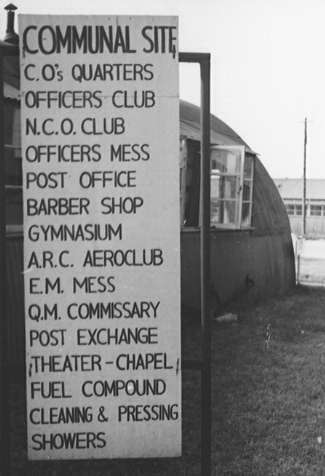 COMMUNAL SITE
C.O's QUARTERS
OFFICERS CLUB
N.C.O. CLUB
OFFICERS MESS
POST OFFICE
BARBER SHOP
GYMNASIUM
A.R.C. AEROCLUB
E.M. MESS
Q.M. COMMISSARY
POST EXCHANGE
THEATER-CHAPEL
FUEL COMPOUND
CLEANING & PRESSING
SHOWERS